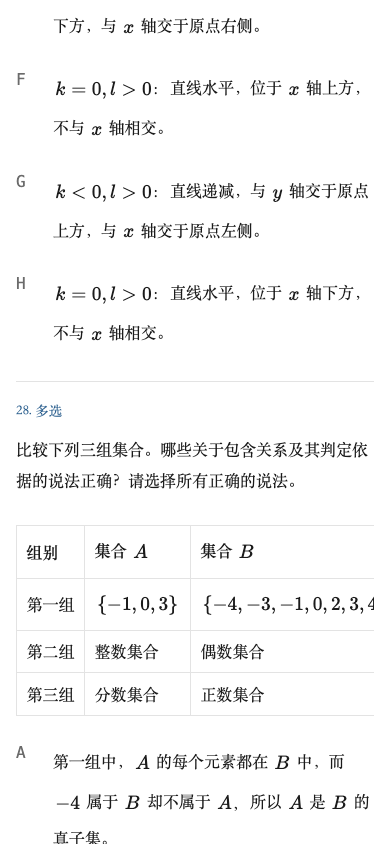 下方，与 x 轴交于原点右侧。
F
k = 0, l > 0：直线水平，位于 x 轴上方，
不与 x 轴相交。
G
k < 0, l > 0：直线递减，与 y 轴交于原点
上方，与 x 轴交于原点左侧。
H
k = 0, l > 0：直线水平，位于 x 轴下方，
不与 x 轴相交。
28. 多选
比较下列三组集合。哪些关于包含关系及其判定依
据的说法正确？请选择所有正确的说法。
组别 集合 A 集合 B
第一组 {−1, 0, 3} {−4, −3, −1, 0, 2, 3, 4
第二组 整数集合 偶数集合
第三组 分数集合 正数集合
A
第一组中，A 的每个元素都在 B 中，而
−4 属于 B 却不属于 A，所以 A 是 B 的
真子集。